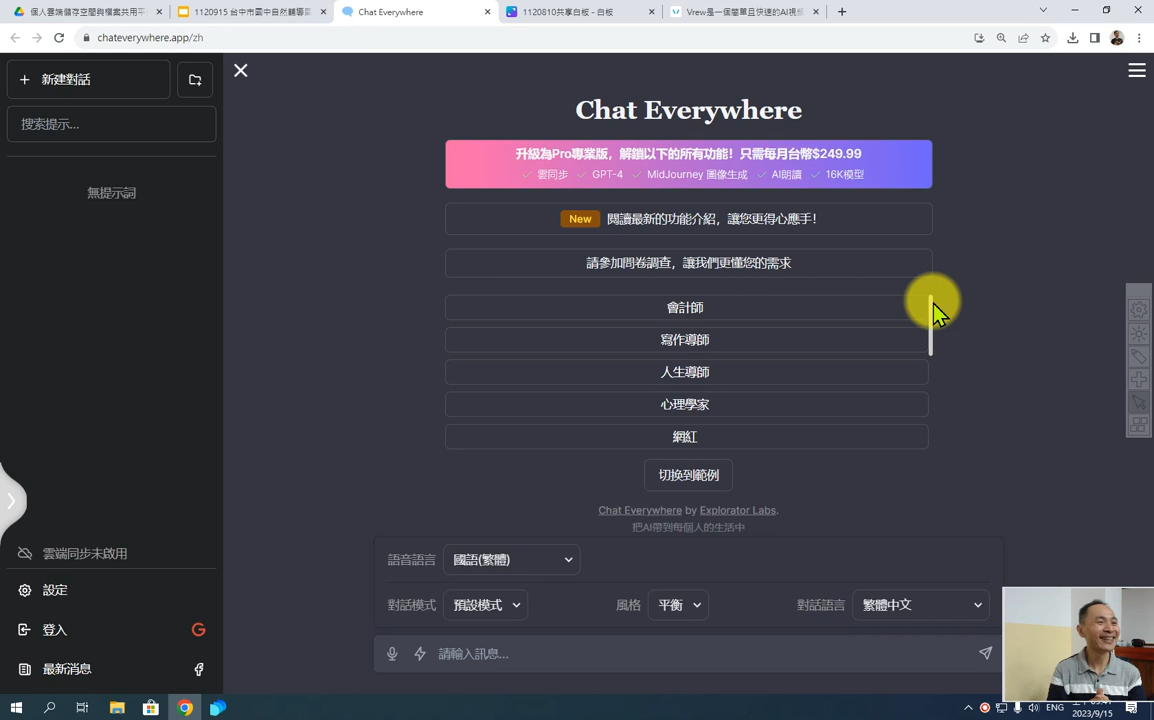 個人雲端儲存空間與檔案共用平
1120915 台中市國中自然輔導團
Chat Everywhere
1120810共享白板 - 白板
Vrew是一個簡單且快速的AI視頻
chateverywhere.app/zh
新建對話
搜索提示...
無提示詞
Chat Everywhere
升級為Pro專業版，解鎖以下的所有功能！只需每月台幣$249.99
雲同步 GPT-4 MidJourney 圖像生成 AI朗讀 16K模型
New 閱讀最新的功能介紹，讓您更得心應手！
請參加問卷調查，讓我們更懂您的需求
會計師
寫作導師
人生導師
心理學家
網紅
切换到範例
Chat Everywhere by Explorator Labs.
把AI帶到每個人的生活中
雲端同步未啟用
設定
登入
最新消息
語音語言 國語(繁體)
對話模式 預設模式 風格 平衡 對話語言 繁體中文
請輸入訊息...
ENG
2023/9/15